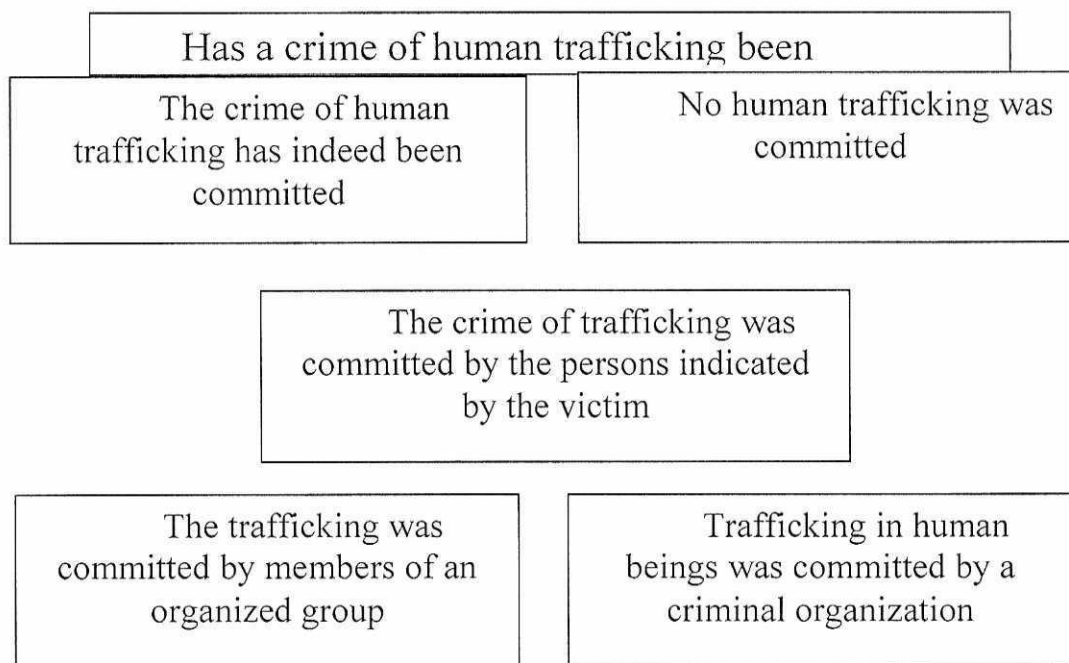 Has a crime of human trafficking been
The crime of human
trafficking has indeed been
committed
No human trafficking was
committed
The crime of trafficking was
committed by the persons indicated
by the victim
The trafficking was
committed by members of an
organized group
Trafficking in human
beings was committed by a
criminal organization